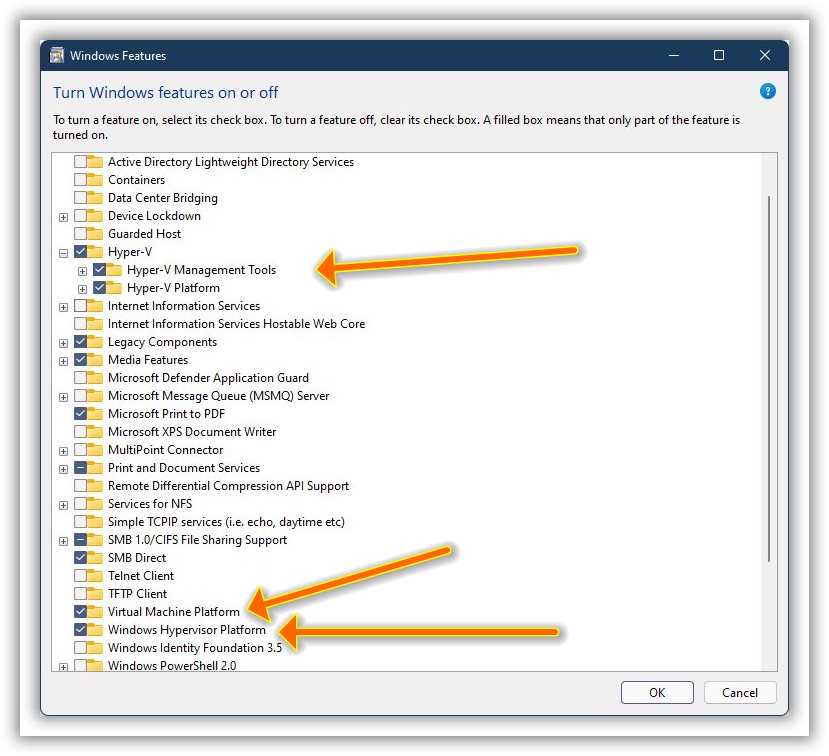 Windows Features
Turn Windows features on or off
To turn a feature on, select its check box. To turn a feature off, clear its check box. A filled box means that only part of the feature is
turned on.
Active Directory Lightweight Directory Services
Containers
Data Center Bridging
Device Lockdown
Guarded Host
Hyper-V
Hyper-V Management Tools
Hyper-V Platform
Internet Information Services
Internet Information Services Hostable Web Core
Legacy Components
Media Features
Microsoft Defender Application Guard
Microsoft Message Queue (MSMQ) Server
Microsoft Print to PDF
Microsoft XPS Document Writer
MultiPoint Connector
Print and Document Services
Remote Differential Compression API Support
Services for NFS
Simple TCPIP services (i.e. echo, daytime etc)
SMB 1.0/CIFS File Sharing Support
SMB Direct
Telnet Client
TFTP Client
Virtual Machine Platform
Windows Hypervisor Platform
Windows Identity Foundation 3.5
Windows PowerShell 2.0
OK
Cancel